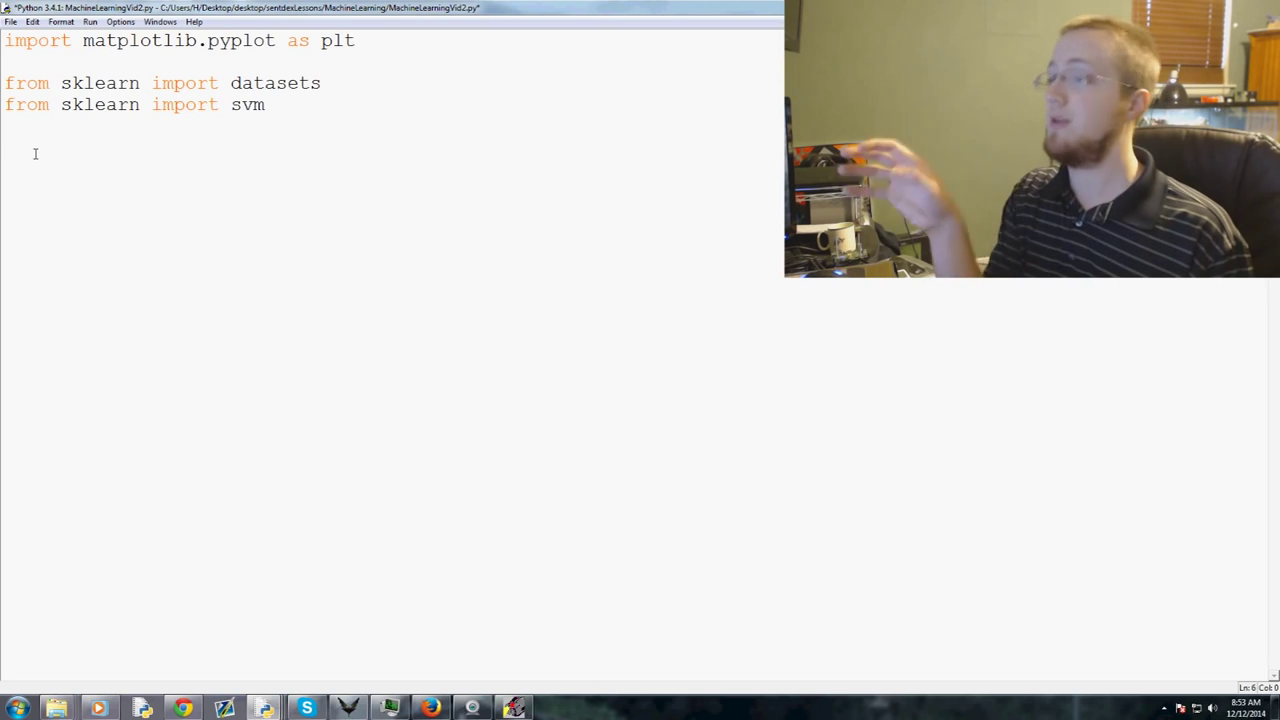 *Python 3.4.1: MachineLearningVid2.py - C:/Users/H/Desktop/desktop/sentdexLessons/MachineLearning/MachineLearningVid2.py*
File Edit Format Run Options Windows Help
import matplotlib.pyplot as plt
from sklearn import datasets
from sklearn import svm
Ln: 6 Col: 0
8:53 AM
12/12/2014